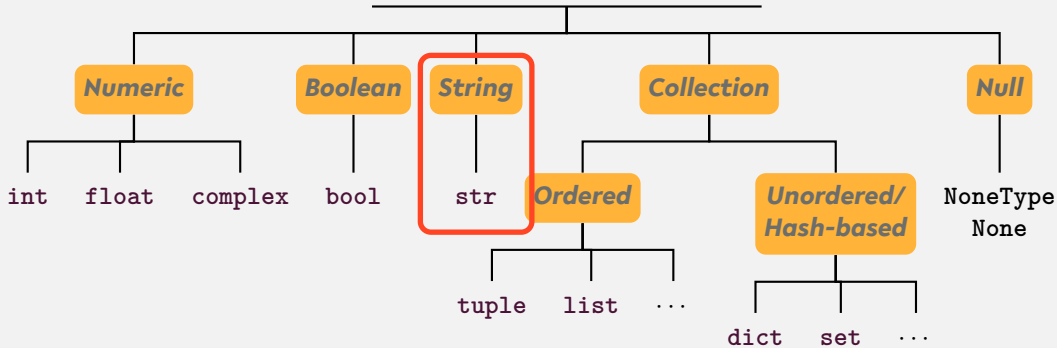 Numeric Boolean String Collection Null
int float complex bool str Ordered Unordered/ NoneType
Hash-based None
tuple list ···
dict set ···